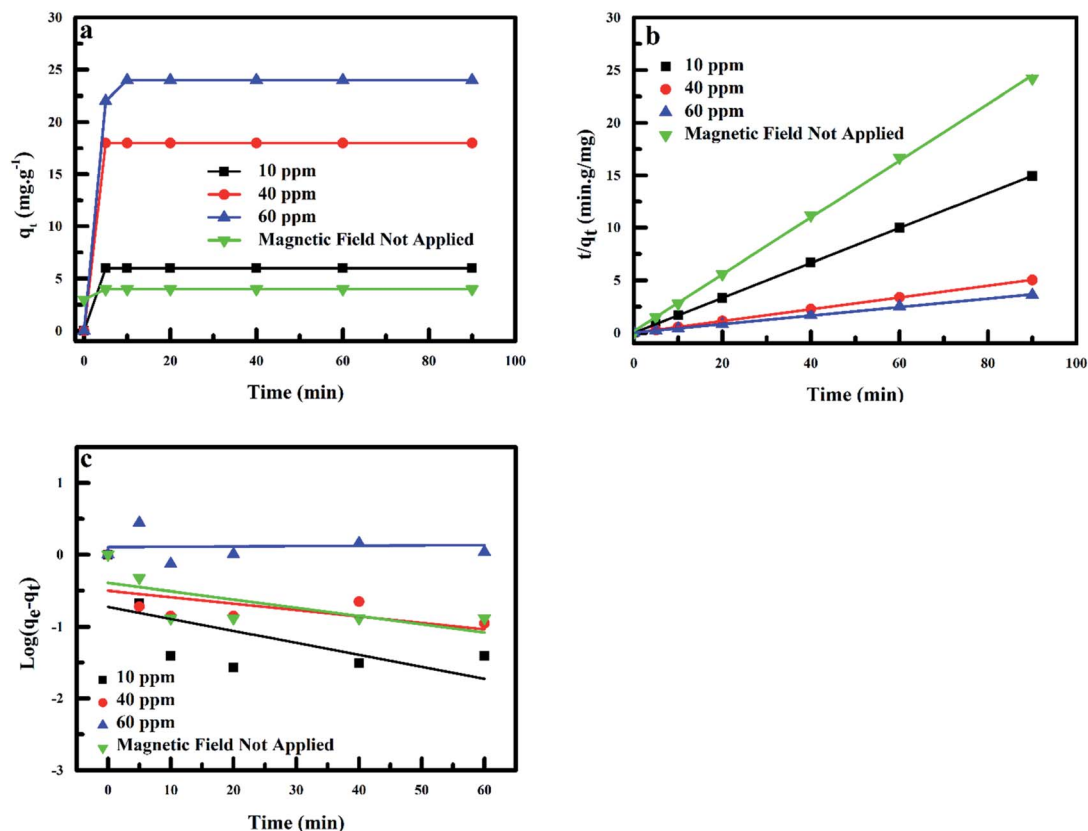 a
30
25
20
15
10
5
0
qt (mg.g-1)
10 ppm
40 ppm
60 ppm
Magnetic Field Not Applied
0 20 40 60 80 100
Time (min)
b
30
25
20
15
10
5
0
t/qt (min.g/mg)
10 ppm
40 ppm
60 ppm
Magnetic Field Not Applied
0 20 40 60 80 100
Time (min)
c
1
0
-1
-2
-3
Log(qe-qt)
10 ppm
40 ppm
60 ppm
Magnetic Field Not Applied
0 10 20 30 40 50 60
Time (min)